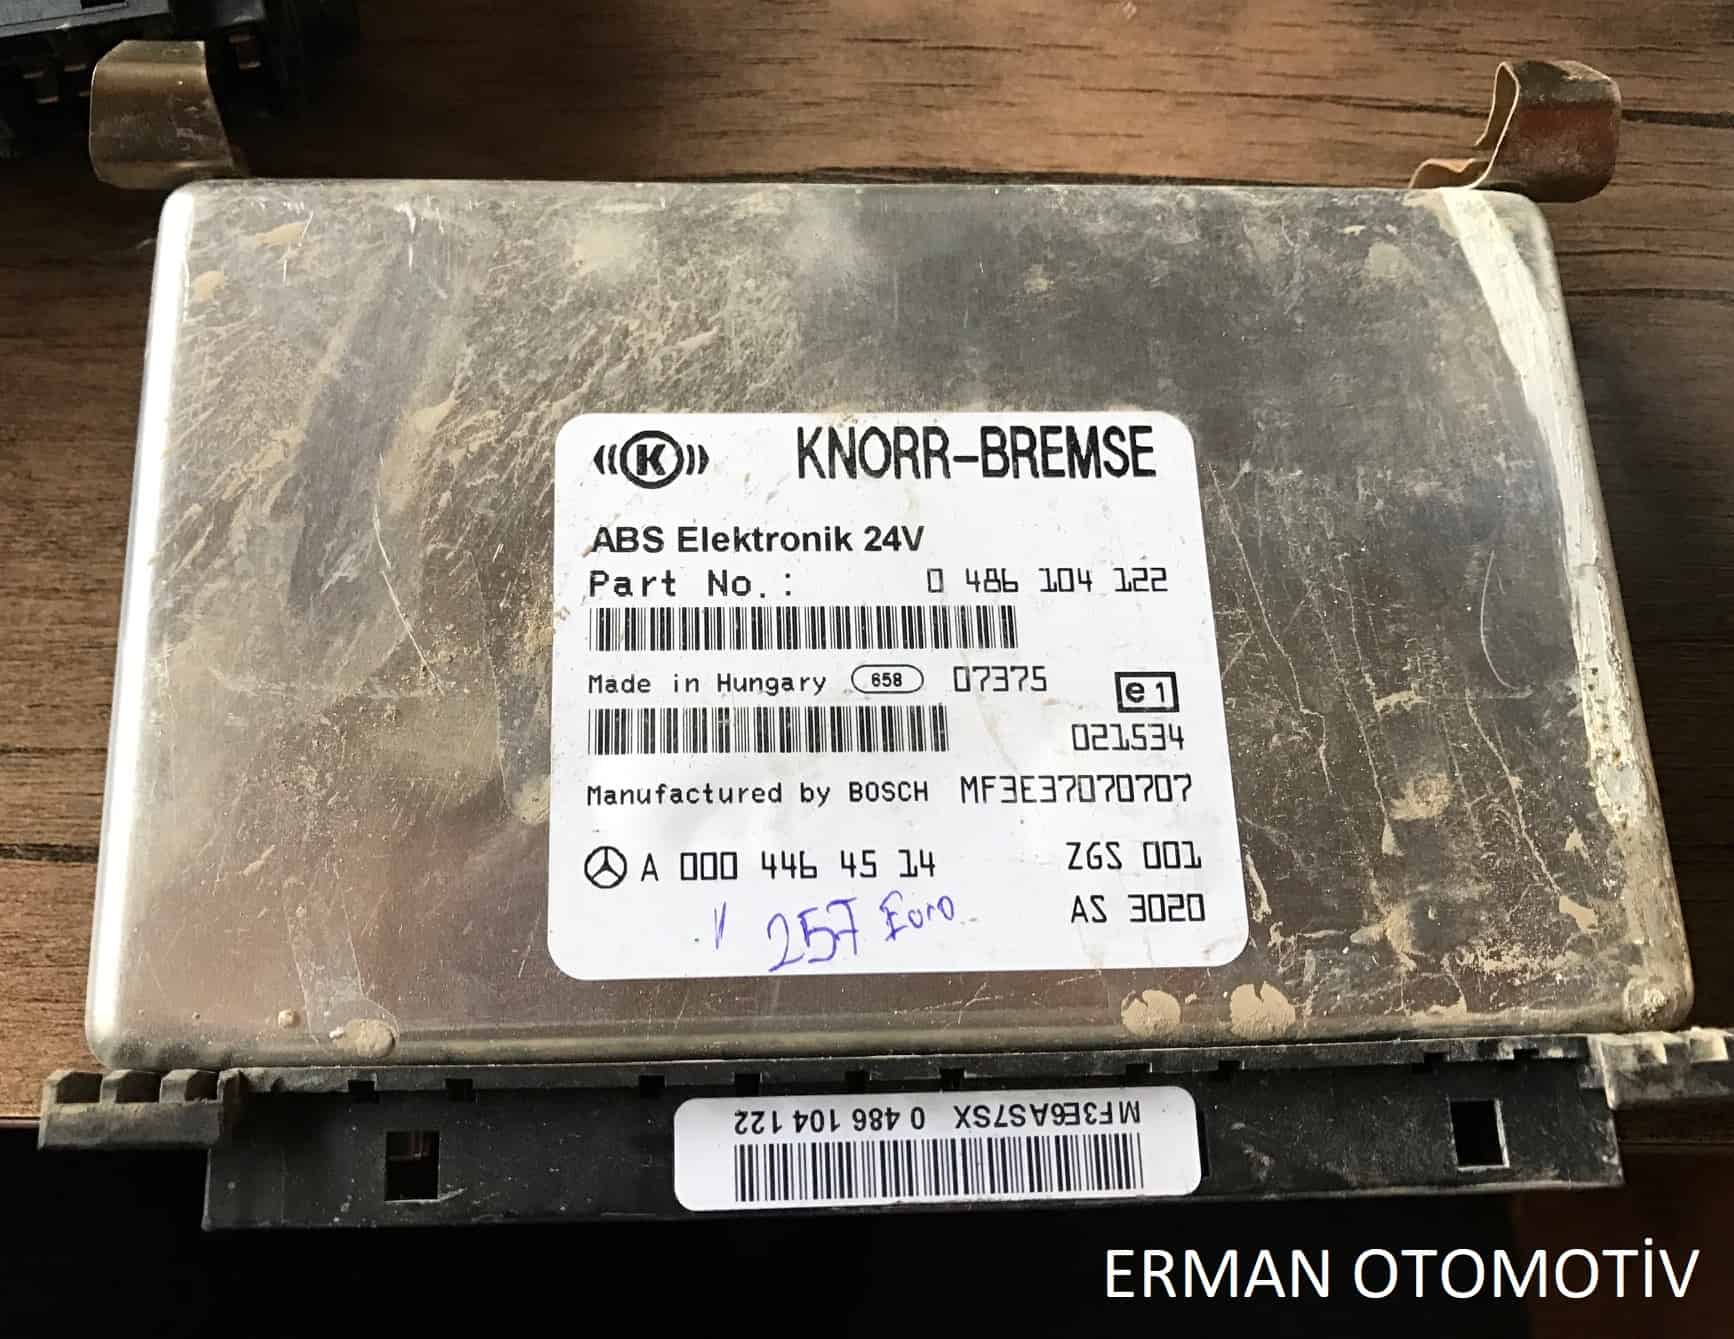 K KNORR-BREMSE
ABS Elektronik 24V
Part No.: 0 486 104 122
Made in Hungary 658 07375 e1
021534
Manufactured by BOSCH MF3E37070707
A 000 446 45 14 ZGS 001
257 Euro AS 3020
MF3E6AS7SX 0 486 104 122
ERMAN OTOMOTİV